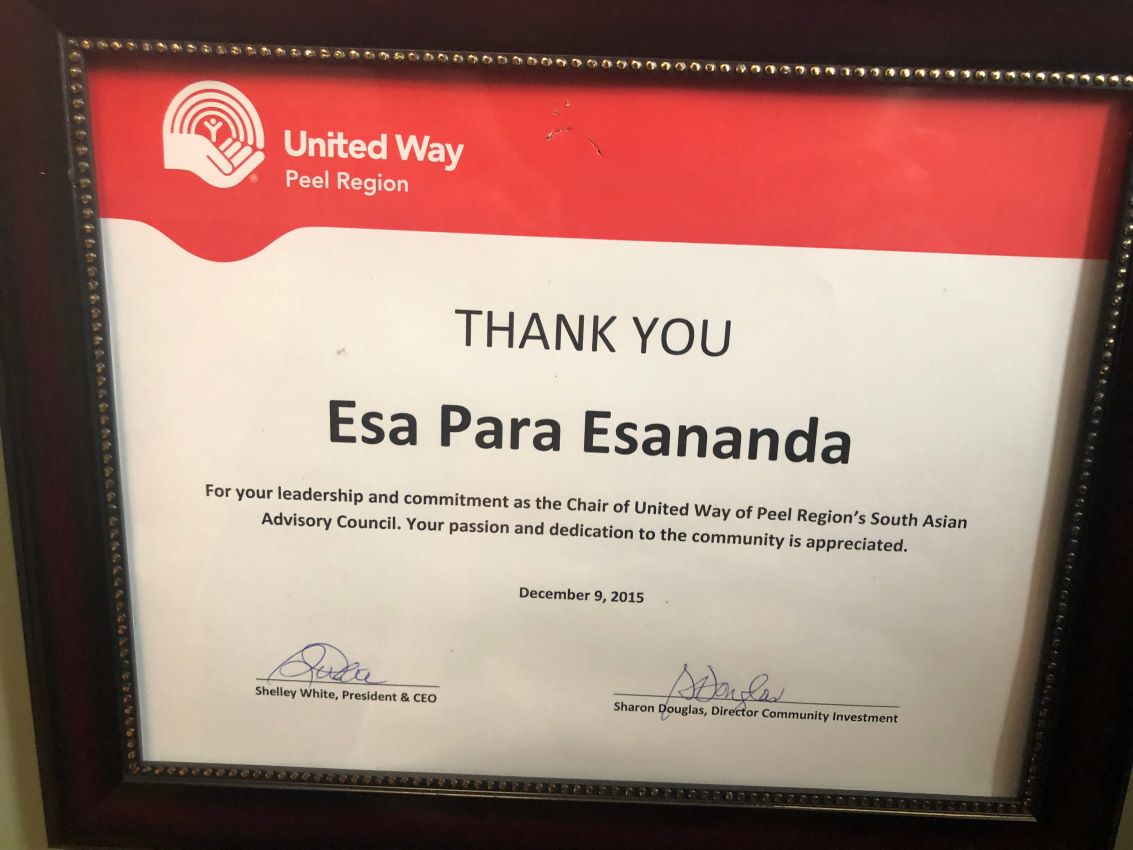 United Way
Peel Region
THANK YOU
Esa Para Esananda
For your leadership and commitment as the Chair of United Way of Peel Region's South Asian
Advisory Council. Your passion and dedication to the community is appreciated.
December 9, 2015
SDouglas
Shelley White, President & CEO
Sharon Douglas, Director Community Investment